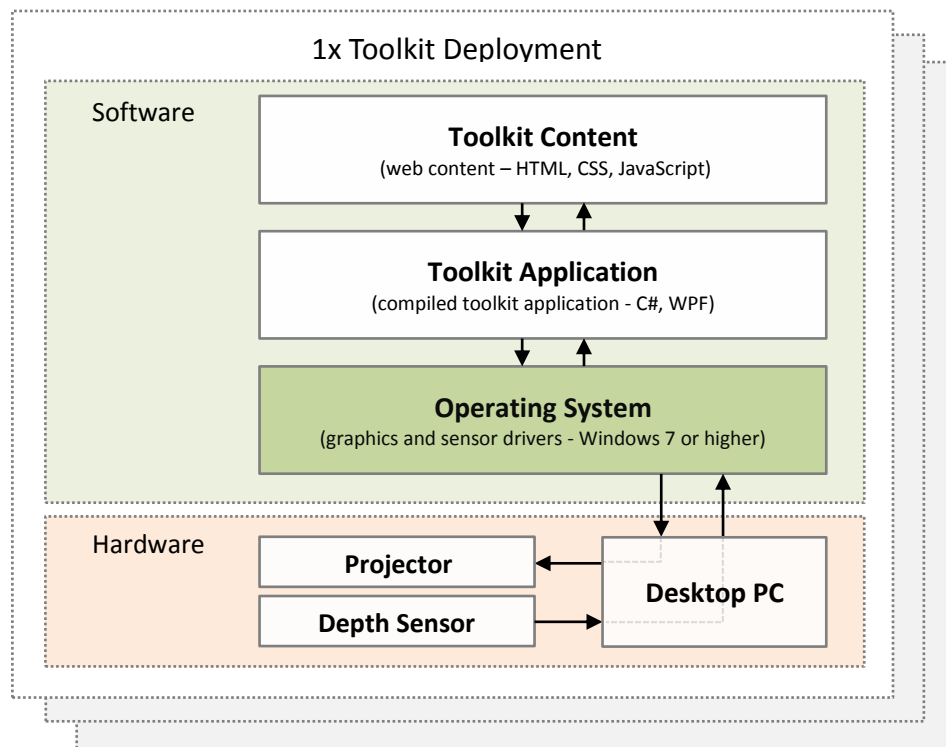 1x Toolkit Deployment
Software
Toolkit Content
(web content – HTML, CSS, JavaScript)
Toolkit Application
(compiled toolkit application - C#, WPF)
Operating System
(graphics and sensor drivers - Windows 7 or higher)
Hardware
Projector
Desktop PC
Depth Sensor